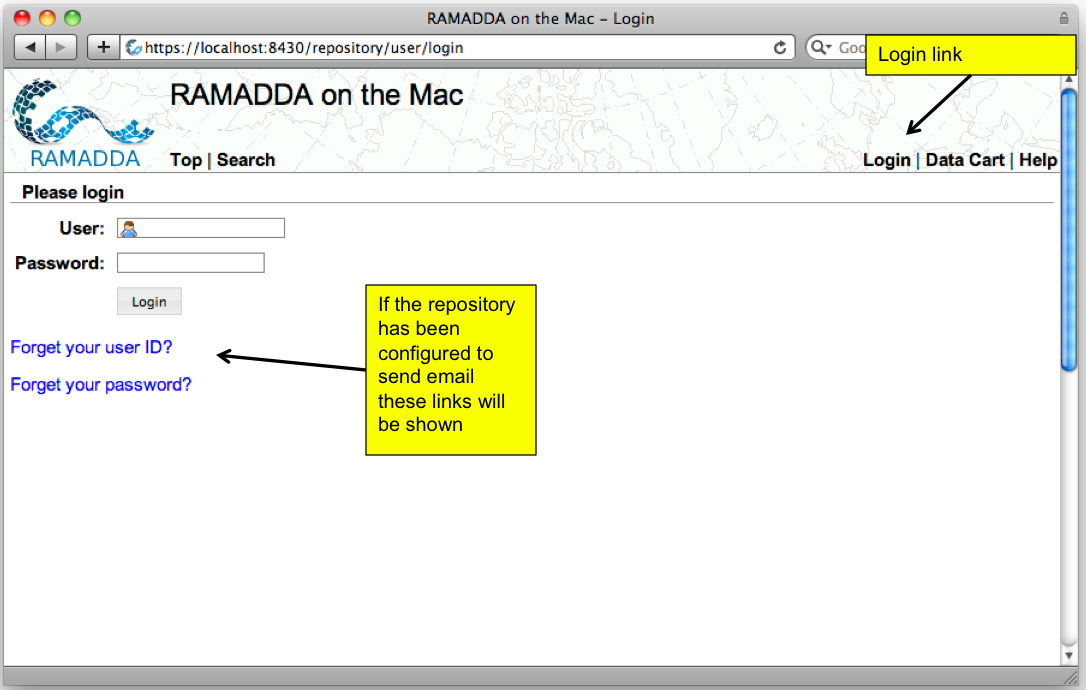 RAMADDA on the Mac – Login
https://localhost:8430/repository/user/login
Goo
Login link
RAMADDA on the Mac
RAMADDA
Top | Search
Login | Data Cart | Help
Please login
User:
Password:
Login
If the repository
has been
configured to
send email
these links will
be shown
Forget your user ID?
Forget your password?